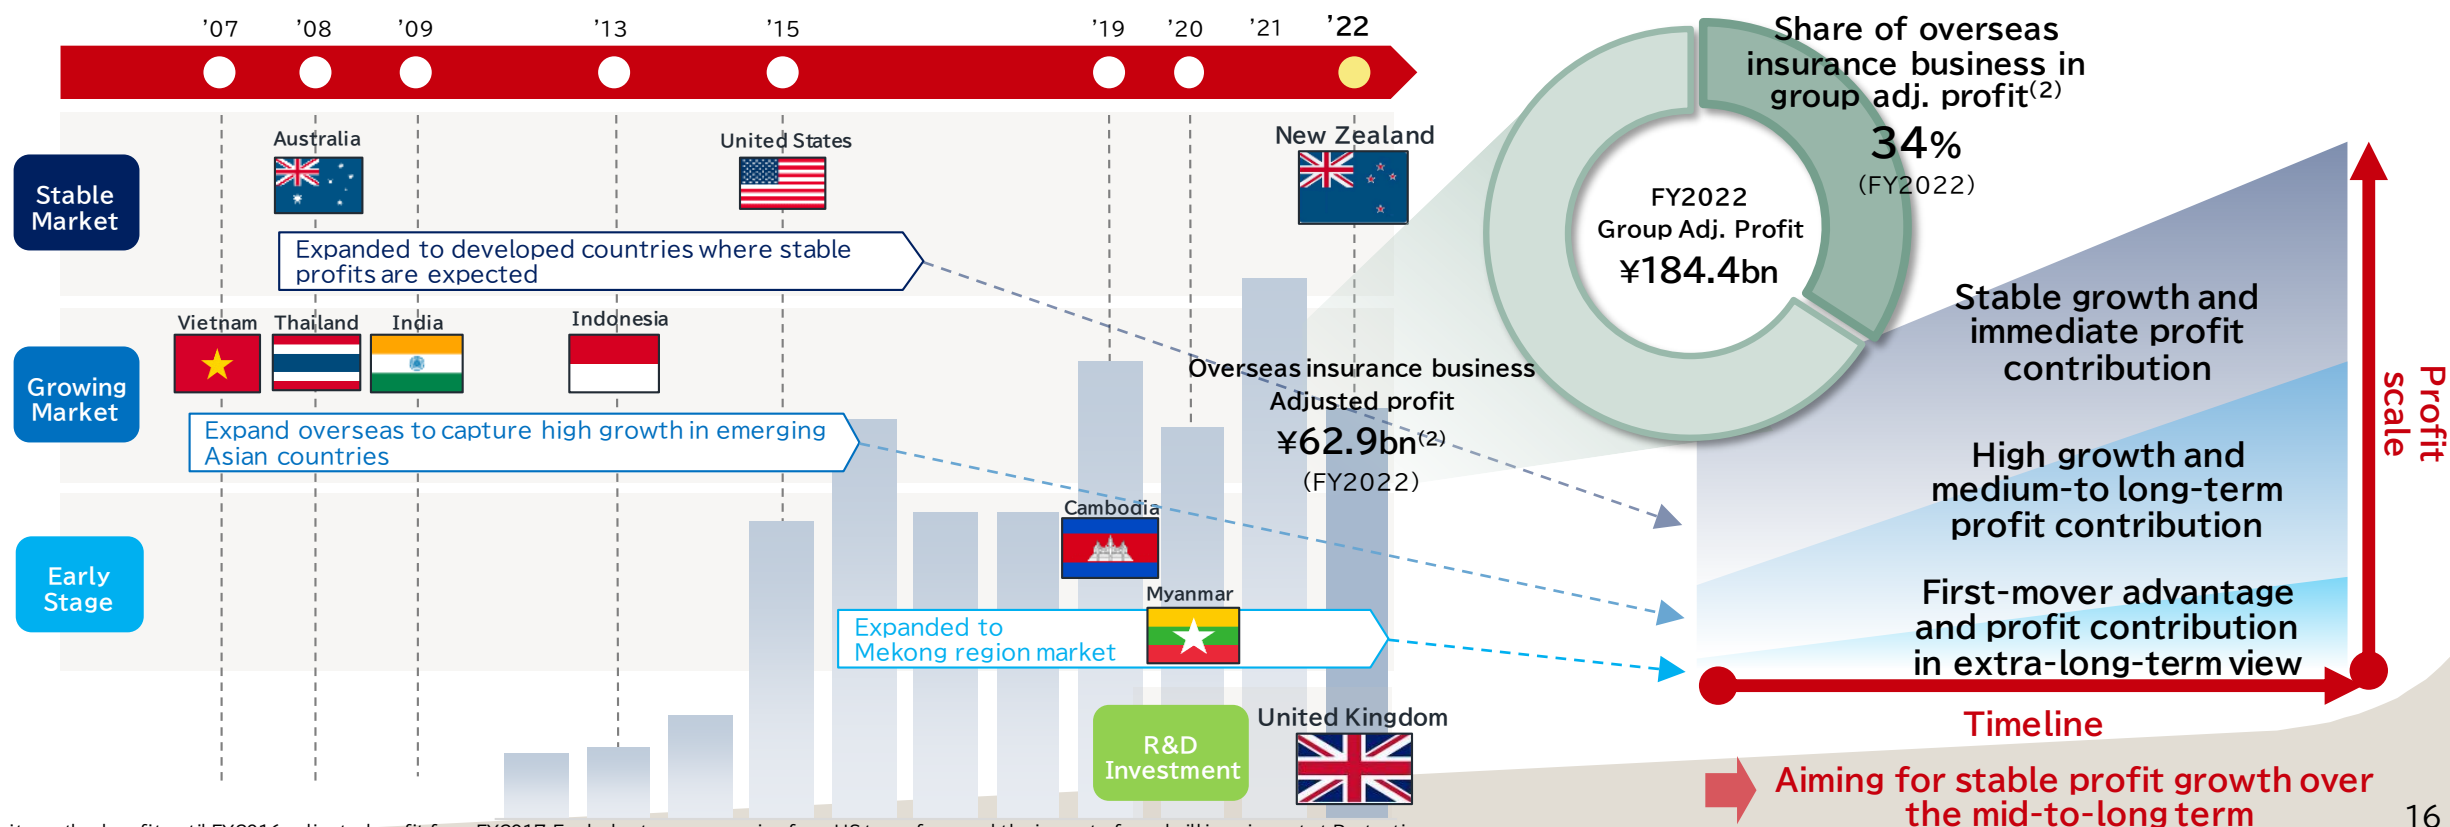 ’07 ’08 ’09 ’13 ’15 ’19 ’20 ’21 ’22
Stable
Market
Australia
United States
New Zealand
Expanded to developed countries where stable
profits are expected
Growing
Market
Vietnam Thailand India Indonesia
Expand overseas to capture high growth in emerging
Asian countries
Early
Stage
Cambodia
Myanmar
Expanded to
Mekong region market
R&D
Investment
United Kingdom
Overseas insurance business
Adjusted profit
¥62.9bn(2)
(FY2022)
Share of overseas
insurance business in
group adj. profit(2)
34%
(FY2022)
FY2022
Group Adj. Profit
¥184.4bn
Stable growth and
immediate profit
contribution
High growth and
medium-to long-term
profit contribution
First-mover advantage
and profit contribution
in extra-long-term view
Profit
scale
Timeline
Aiming for stable profit growth over
the mid-to-long term
16